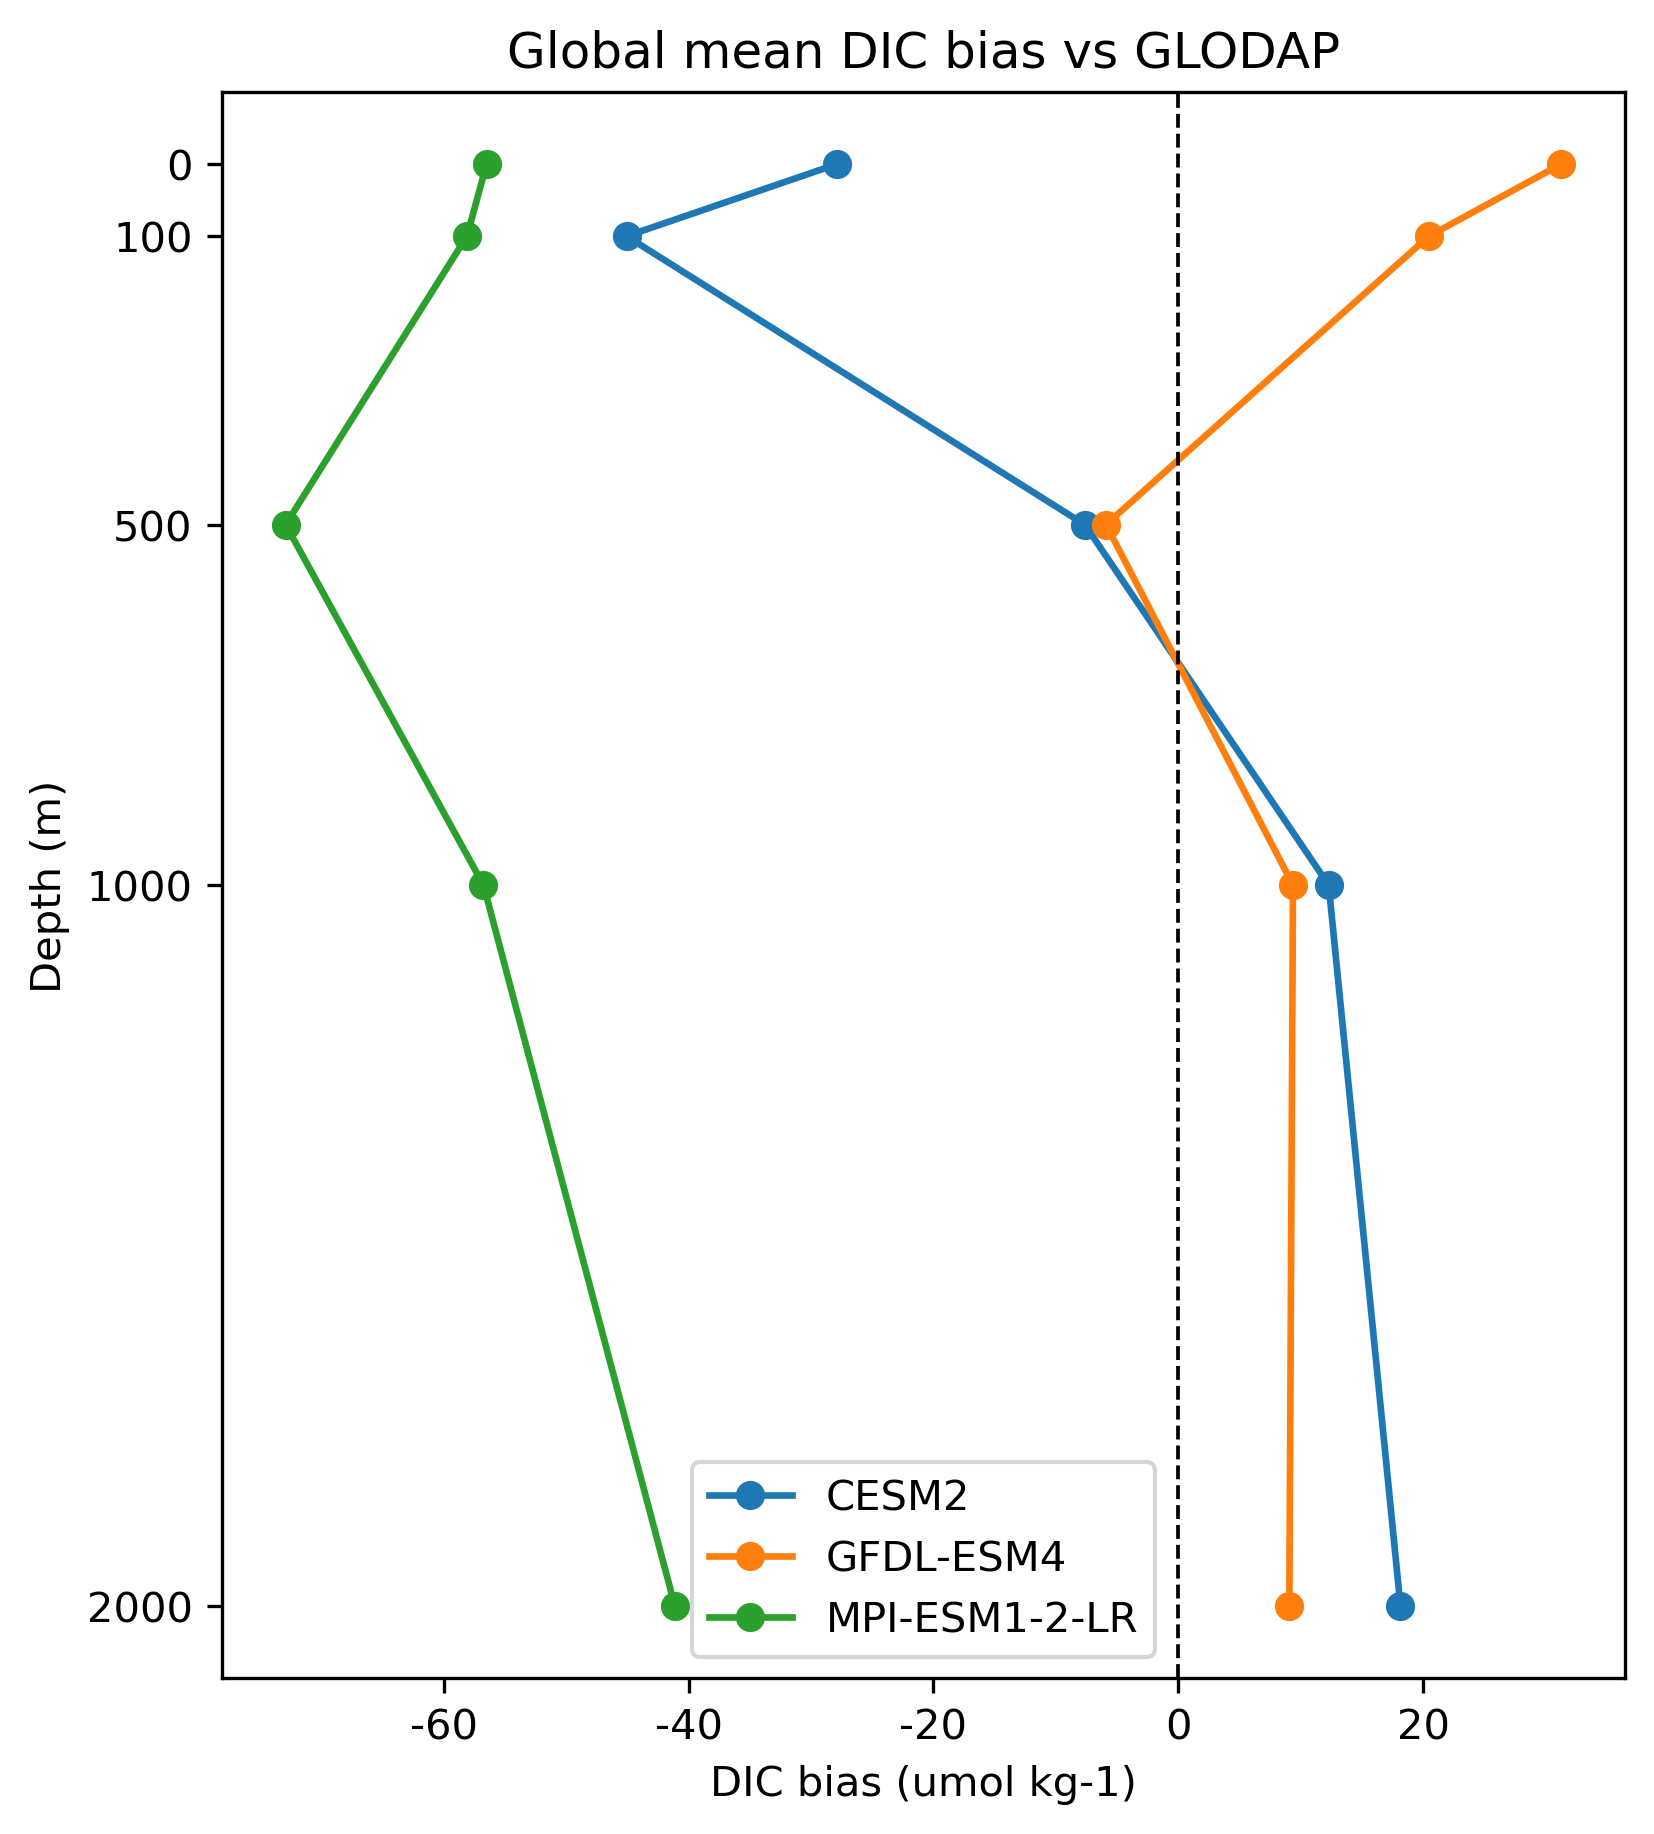 Global mean DIC bias vs GLODAP
0
100
500
1000
2000
Depth (m)
CESM2
GFDL-ESM4
MPI-ESM1-2-LR
-60 -40 -20 0 20
DIC bias (umol kg-1)